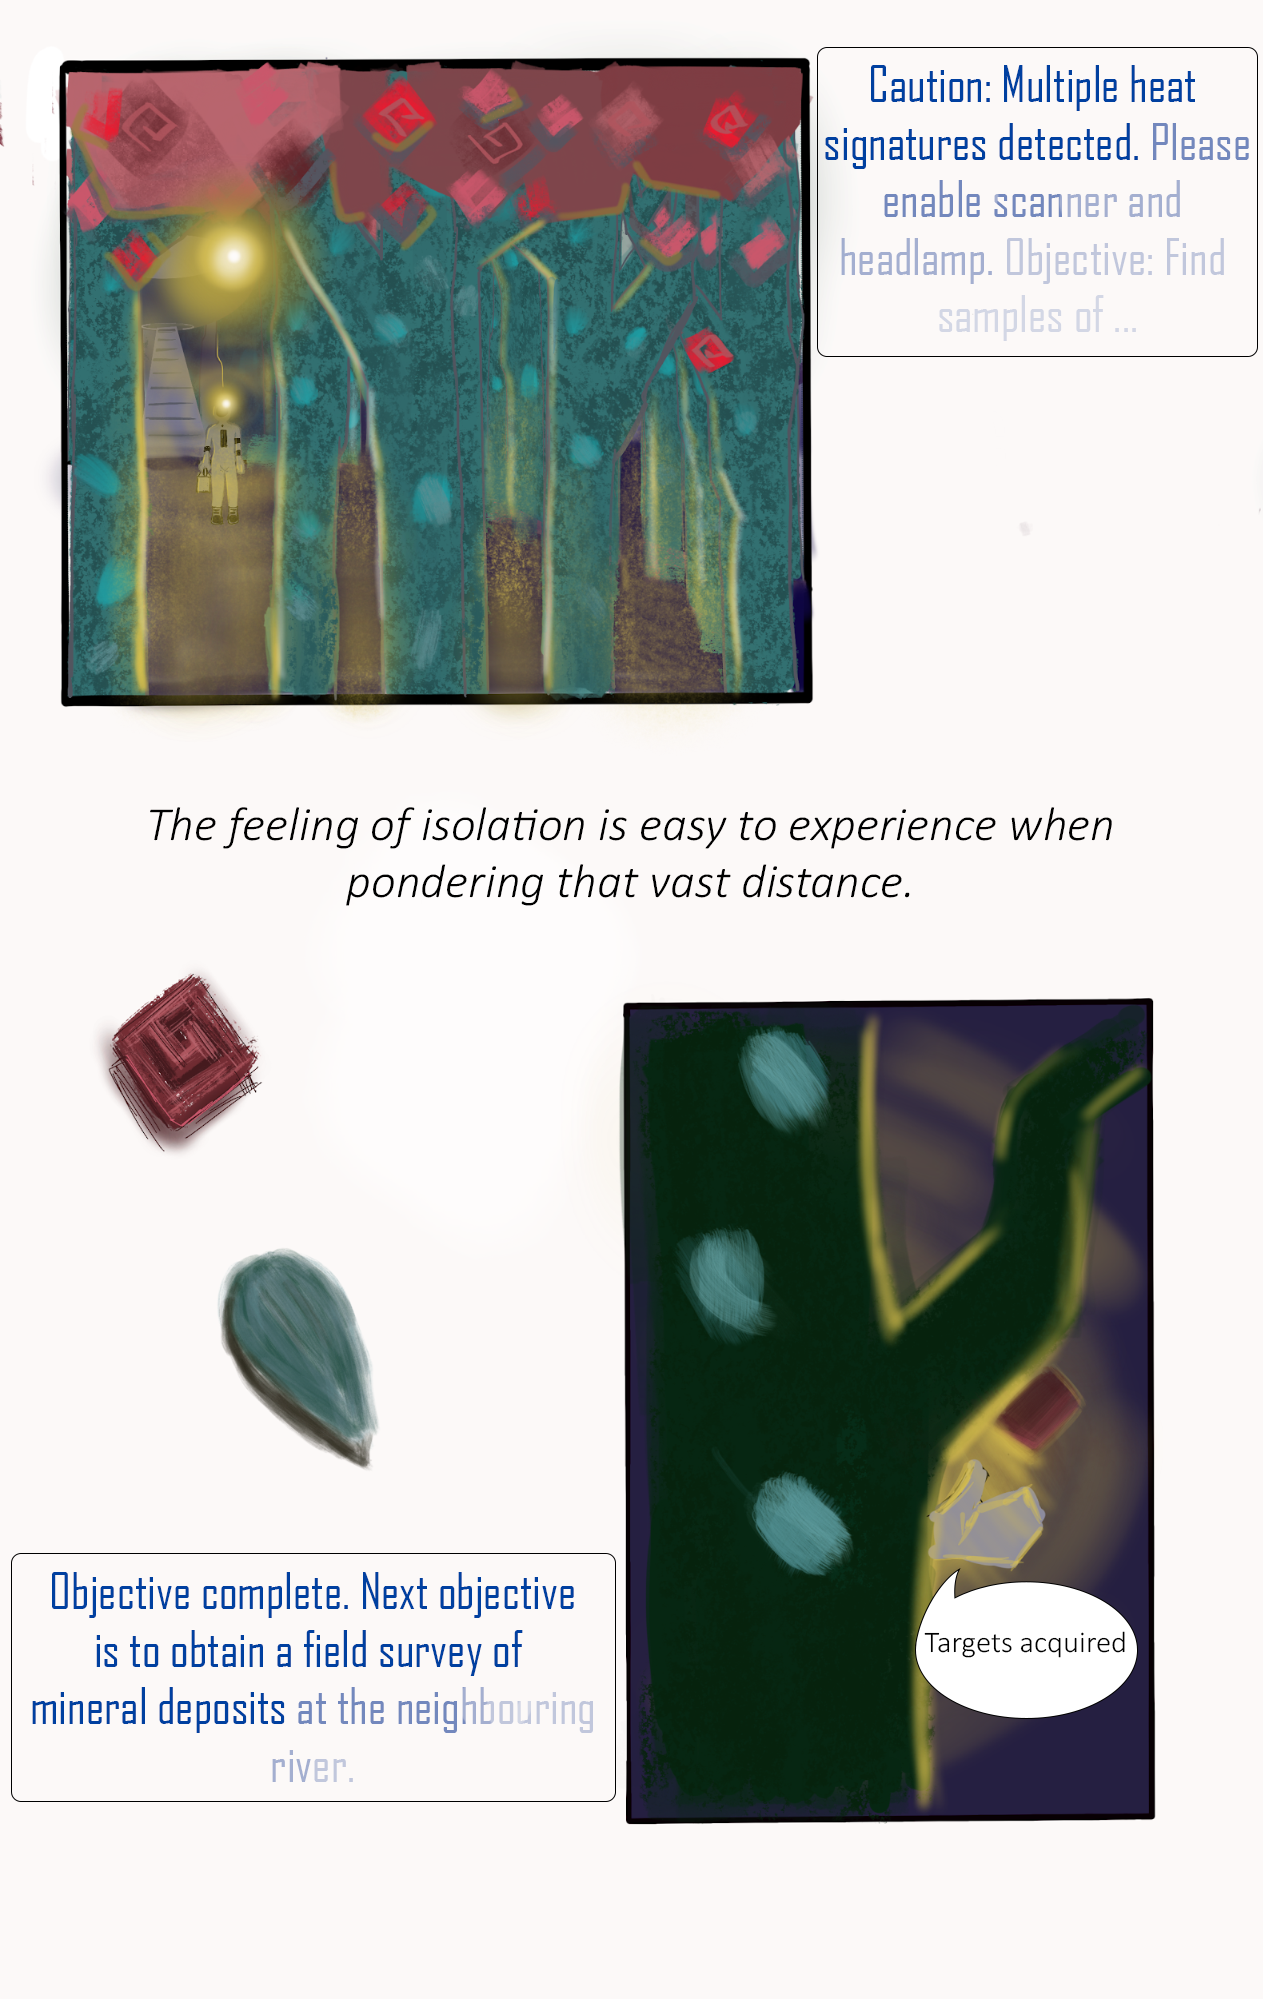 Caution: Multiple heat
signatures detected. Please
enable scanner and
headlamp. Objective: Find
samples of ...
The feeling of isolation is easy to experience when
pondering that vast distance.
Objective complete. Next objective
is to obtain a field survey of
mineral deposits at the neighbouring
river.
Targets acquired